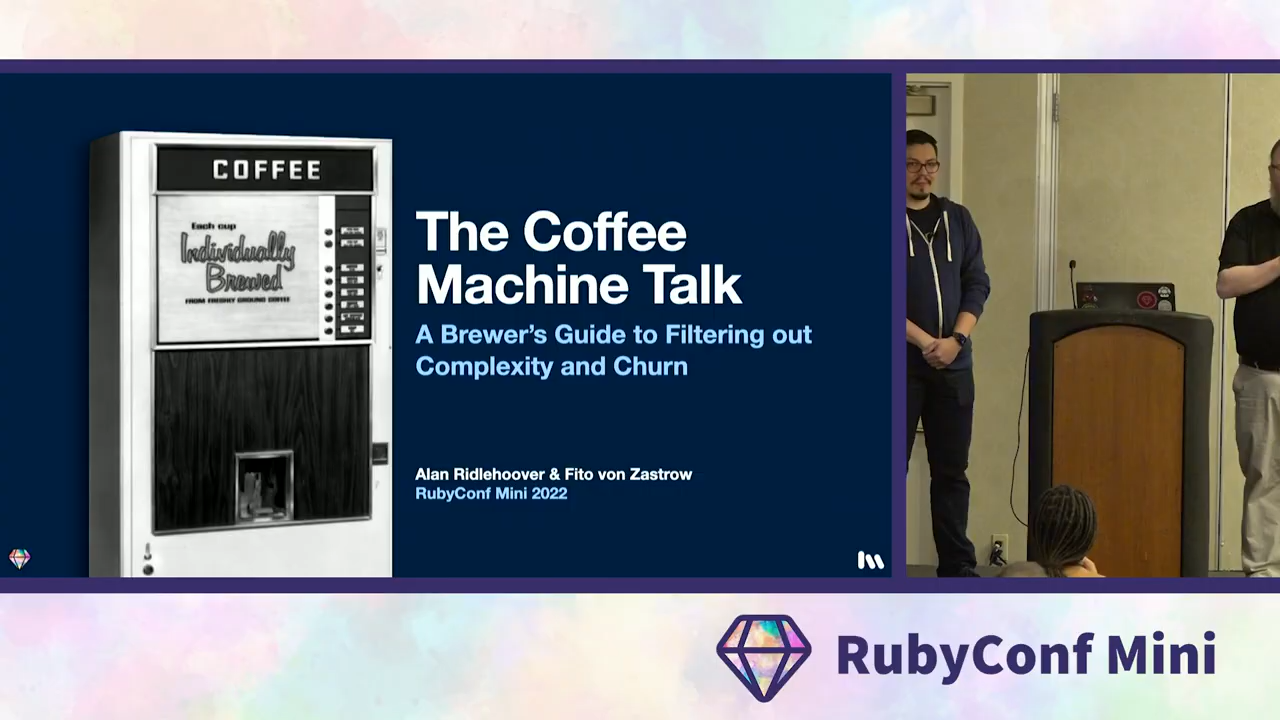 COFFEE
Each cup
Individually
Brewed
FROM FRESHLY GROUND COFFEE
The Coffee
Machine Talk
A Brewer's Guide to Filtering out
Complexity and Churn
Alan Ridlehoover & Fito von Zastrow
RubyConf Mini 2022
RubyConf Mini